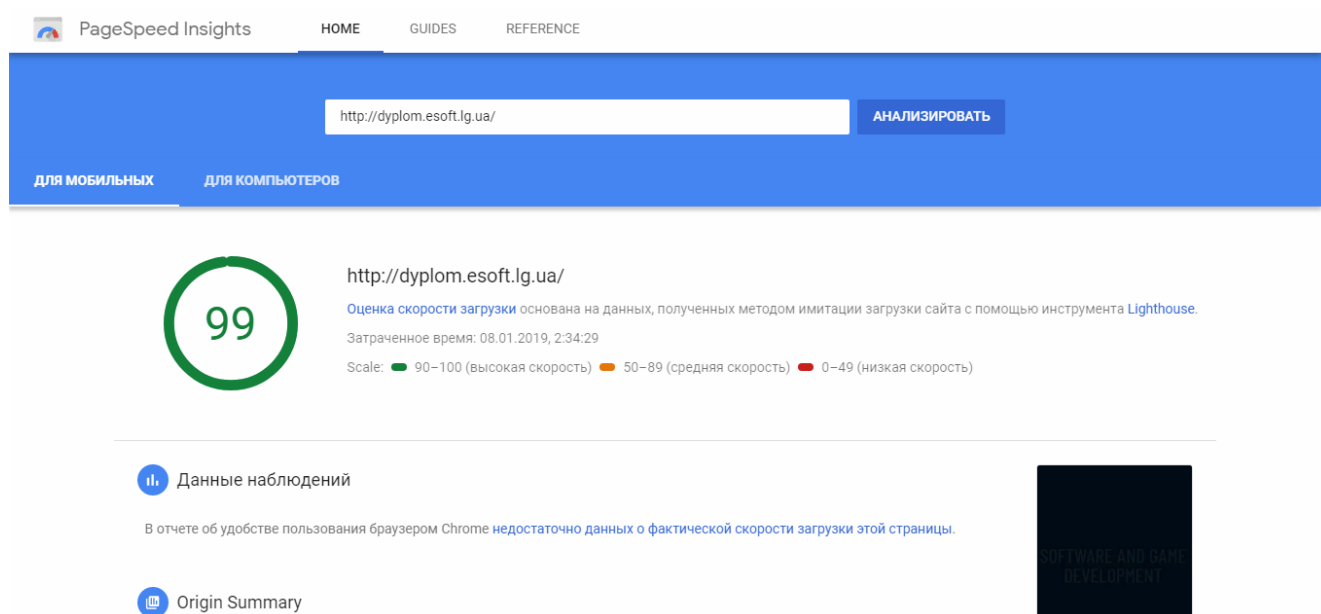 PageSpeed Insights HOME GUIDES REFERENCE
http://dyplom.esoft.lg.ua/ АНАЛИЗИРОВАТЬ
ДЛЯ МОБИЛЬНЫХ ДЛЯ КОМПЬЮТЕРОВ
99
http://dyplom.esoft.lg.ua/
Оценка скорости загрузки основана на данных, полученных методом имитации загрузки сайта с помощью инструмента Lighthouse.
Затраченное время: 08.01.2019, 2:34:29
Scale: 90–100 (высокая скорость) 50–89 (средняя скорость) 0–49 (низкая скорость)
Данные наблюдений
В отчете об удобстве пользования браузером Chrome недостаточно данных о фактической скорости загрузки этой страницы.
SOFTWARE AND GAME
DEVELOPMENT
Origin Summary